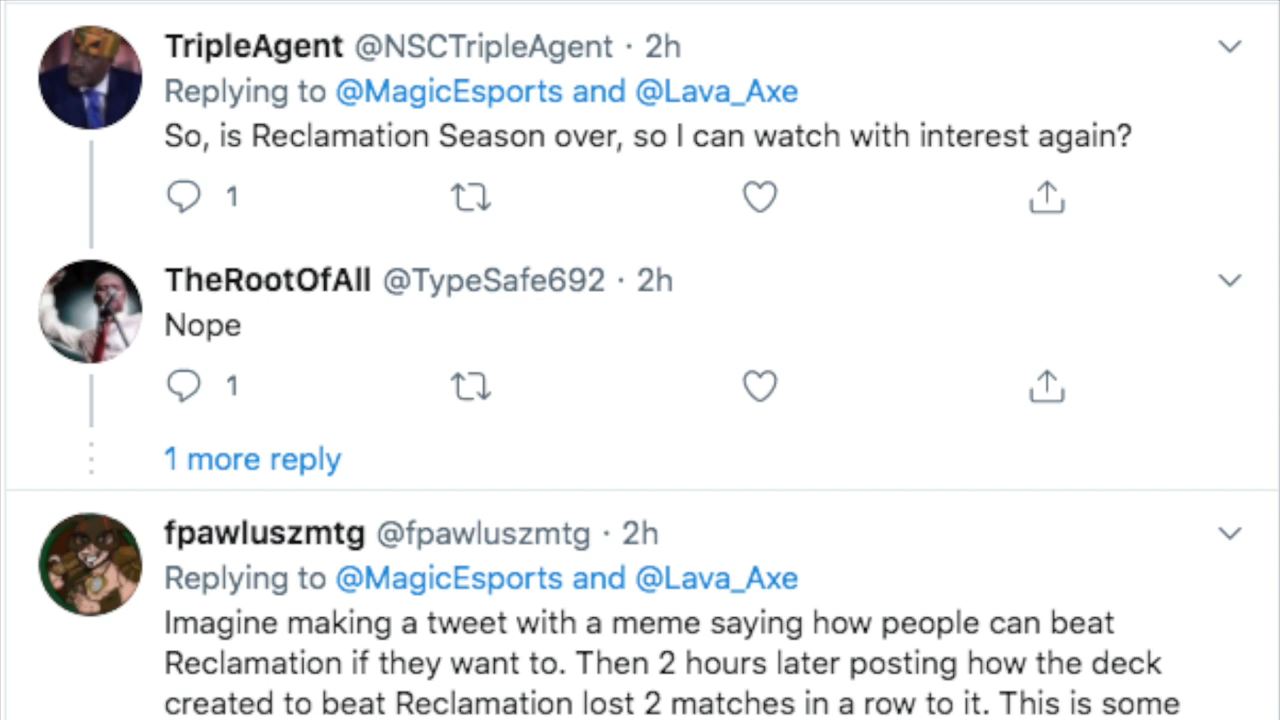 TripleAgent @NSCTripleAgent · 2h
Replying to @MagicEsports and @Lava_Axe
So, is Reclamation Season over, so I can watch with interest again?
1
TheRootOfAll @TypeSafe692 · 2h
Nope
1
1 more reply
fpawluszmtg @fpawluszmtg · 2h
Replying to @MagicEsports and @Lava_Axe
Imagine making a tweet with a meme saying how people can beat
Reclamation if they want to. Then 2 hours later posting how the deck
created to beat Reclamation lost 2 matches in a row to it. This is some